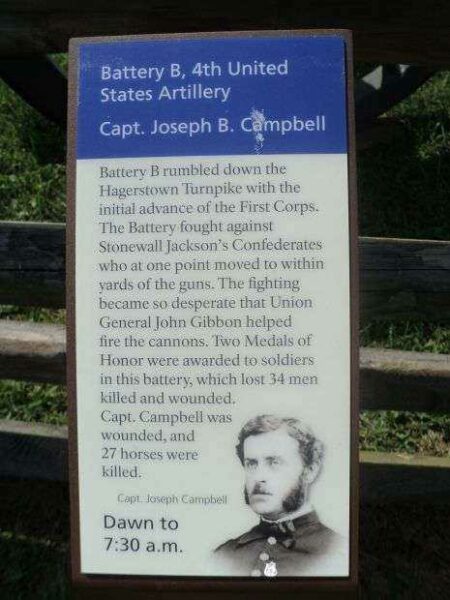 Battery B, 4th United
States Artillery
Capt. Joseph B. Campbell
Battery B rumbled down the
Hagerstown Turnpike with the
initial advance of the First Corps.
The Battery fought against
Stonewall Jackson's Confederates
who at one point moved to within
yards of the guns. The fighting
became so desperate that Union
General John Gibbon helped
fire the cannons. Two Medals of
Honor were awarded to soldiers
in this battery, which lost 34 men
killed and wounded.
Capt. Campbell was
wounded, and
27 horses were
killed.
Capt. Joseph Campbell
Dawn to
7:30 a.m.